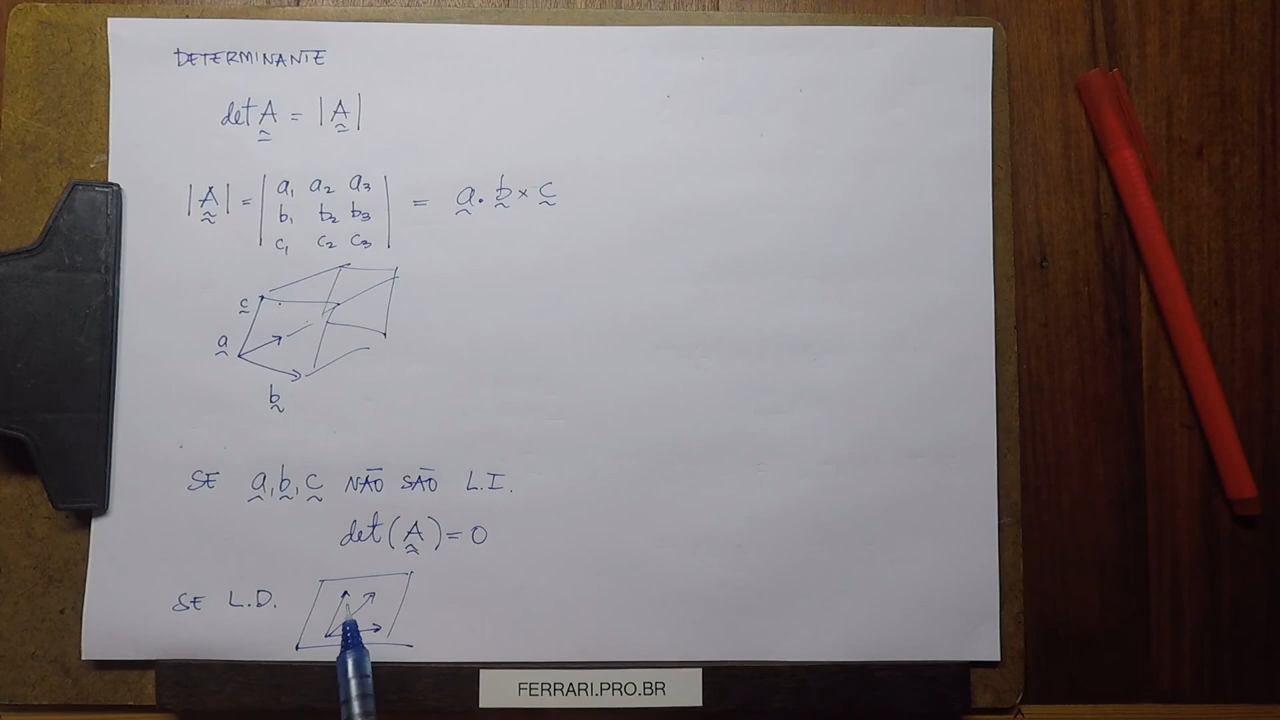 DETERMINANTE
det A = |A|
|A| = | a₁ a₂ a₃ | = a · b × c
b₁ b₂ b₃
c₁ c₂ c₃
c
a
b
SE a, b, c NÃO SÃO L.I.
det(A) = 0
SE L.D.
FERRARI.PRO.BR